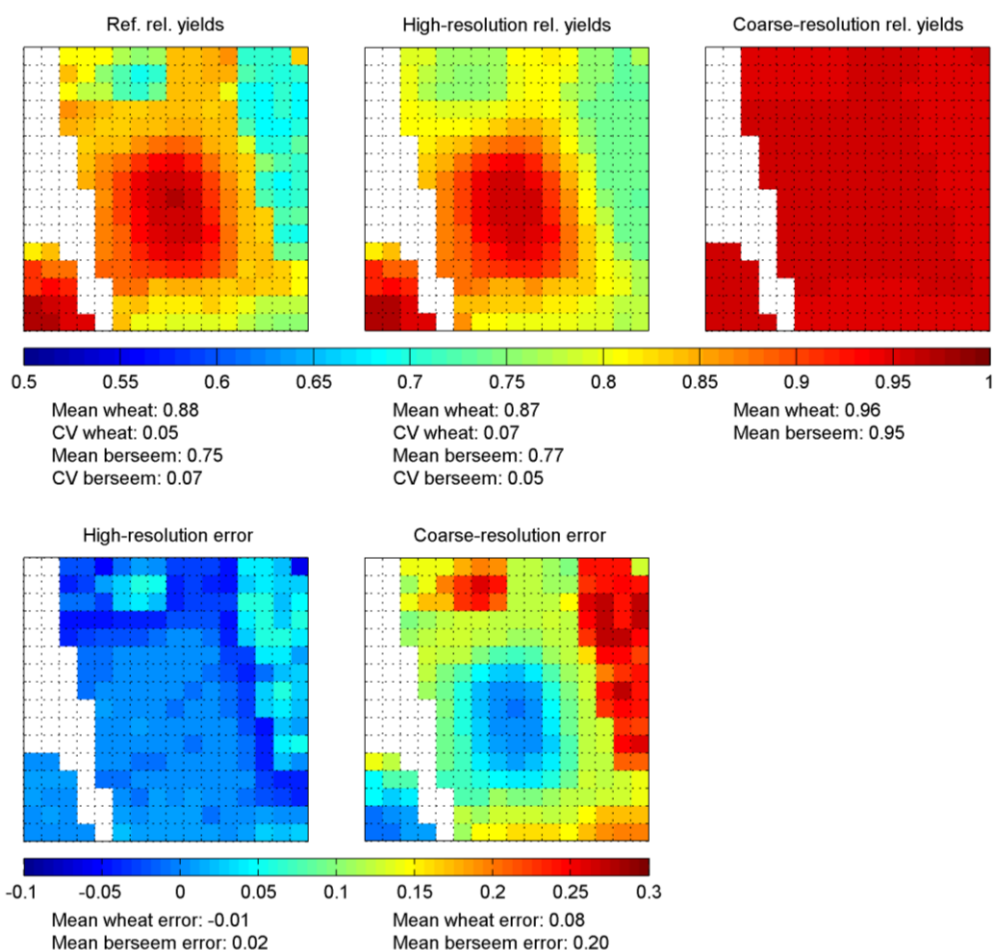 Ref. rel. yields
High-resolution rel. yields
Coarse-resolution rel. yields
0.5 0.55 0.6 0.65 0.7 0.75 0.8 0.85 0.9 0.95 1
Mean wheat: 0.88
CV wheat: 0.05
Mean berseem: 0.75
CV berseem: 0.07
Mean wheat: 0.87
CV wheat: 0.07
Mean berseem: 0.77
CV berseem: 0.05
Mean wheat: 0.96
Mean berseem: 0.95
High-resolution error
Coarse-resolution error
-0.1 -0.05 0 0.05 0.1 0.15 0.2 0.25 0.3
Mean wheat error: -0.01
Mean berseem error: 0.02
Mean wheat error: 0.08
Mean berseem error: 0.20